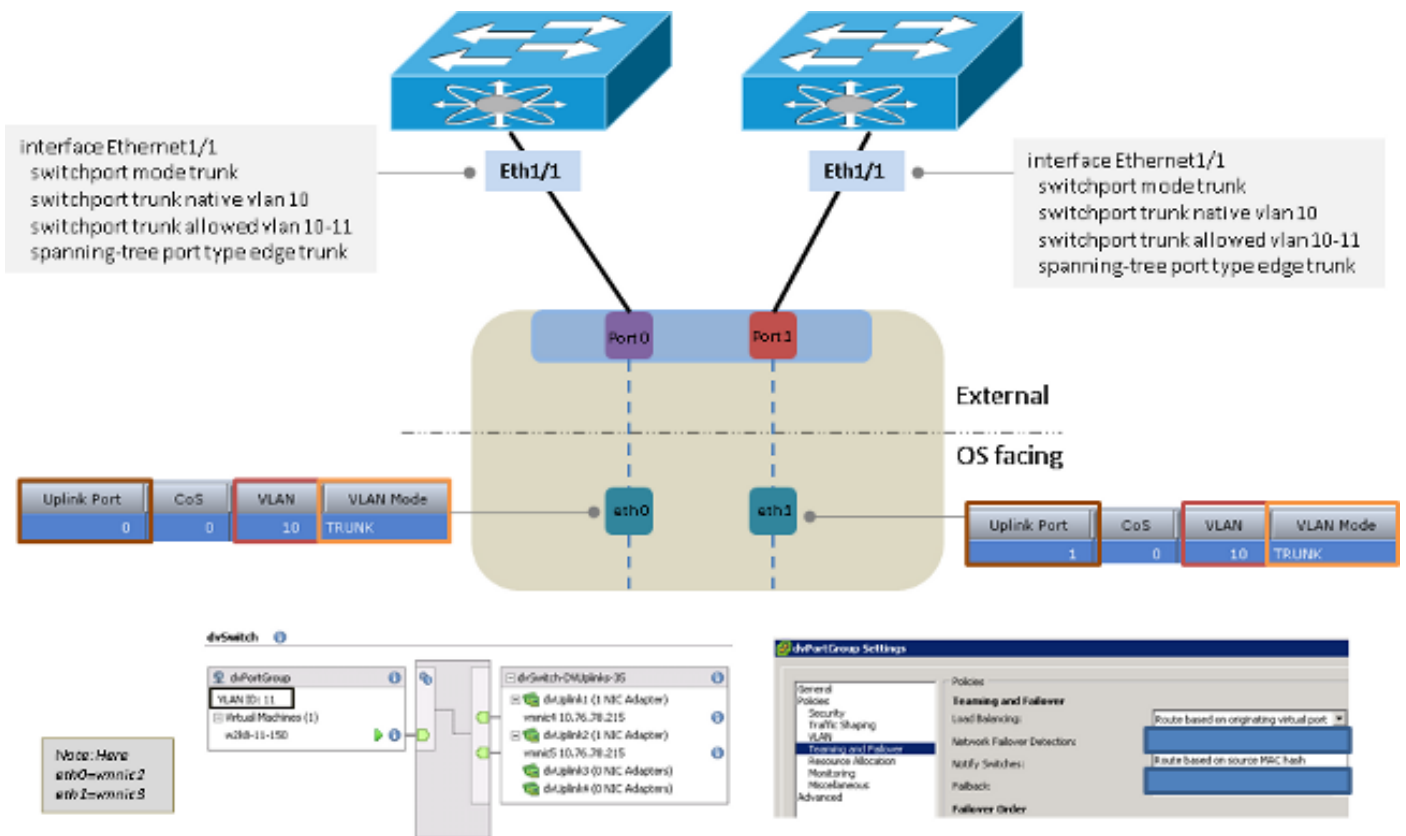 interface Ethernet1/1
switchport mode trunk
switchport trunk native vlan 10
switchport trunk allowed vlan 10-11
spanning-tree port type edge trunk
Eth1/1
Eth1/1
interface Ethernet1/1
switchport mode trunk
switchport trunk native vlan 10
switchport trunk allowed vlan 10-11
spanning-tree port type edge trunk
Port 0
Port 1
External
OS facing
Uplink Port CoS VLAN VLAN Mode
0 0 10 TRUNK
eth0
eth1
Uplink Port CoS VLAN VLAN Mode
1 0 10 TRUNK
dvSwitch
dvPortGroup
VLAN ID: 11
Virtual Machines (1)
w2k8-11-150
dvSwitch-DVUplinks-35
dvUplink1 (1 NIC Adapter)
vmnic4 10.76.78.215
dvUplink2 (1 NIC Adapter)
vmnic5 10.76.78.215
dvUplink3 (0 NIC Adapters)
dvUplink4 (0 NIC Adapters)
Note: Here
eth0=vmnic2
eth1=vmnic3
dvPortGroup Settings
General
Policies
Security
Traffic Shaping
VLAN
Teaming and Failover
Resource Allocation
Monitoring
Miscellaneous
Advanced
Policies
Teaming and Failover
Load Balancing: Route based on originating virtual port
Network Failover Detection:
Notify Switches: Route based on source MAC hash
Failback:
Failover Order